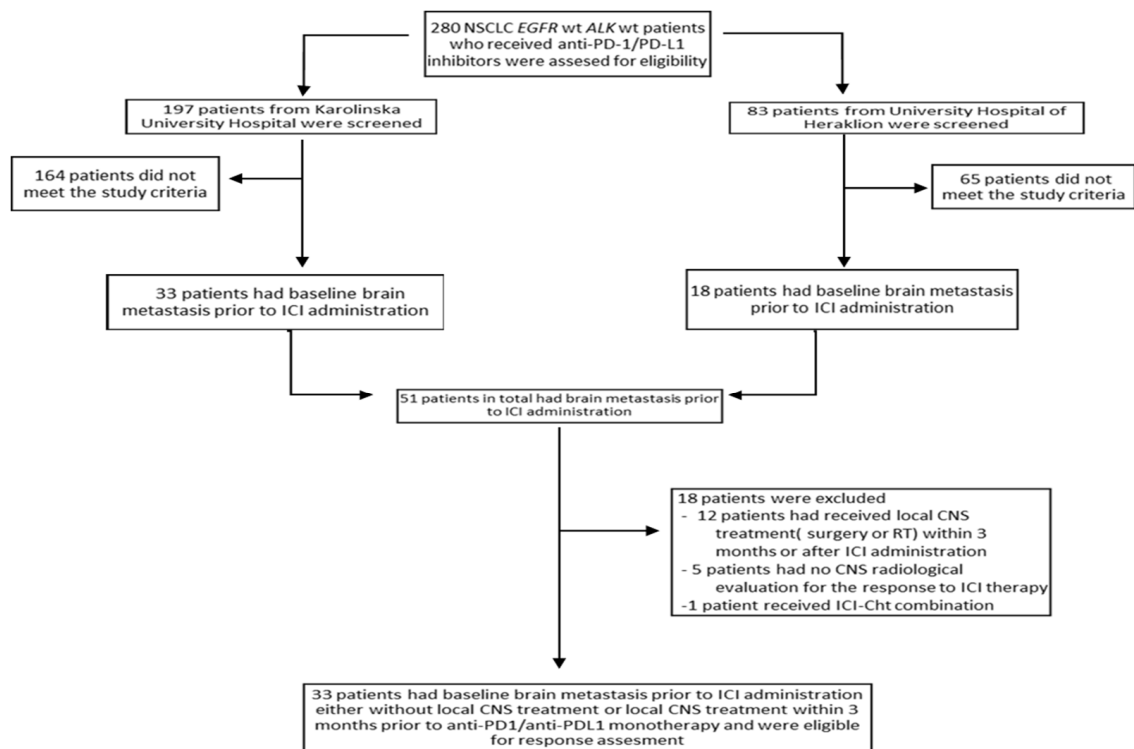 280 NSCLC EGFR wt ALK wt patients
who received anti-PD-1/PD-L1
inhibitors were assesed for eligibility
197 patients from Karolinska
University Hospital were screened
83 patients from University Hospital of
Heraklion were screened
164 patients did not
meet the study criteria
65 patients did not
meet the study criteria
33 patients had baseline brain
metastasis prior to ICI administration
18 patients had baseline brain metastasis
prior to ICI administration
51 patients in total had brain metastasis prior
to ICI administration
18 patients were excluded
- 12 patients had received local CNS
treatment( surgery or RT) within 3
months or after ICI administration
- 5 patients had no CNS radiological
evaluation for the response to ICI therapy
-1 patient received ICI-Cht combination
33 patients had baseline brain metastasis prior to ICI administration
either without local CNS treatment or local CNS treatment within 3
months prior to anti-PD1/anti-PDL1 monotherapy and were eligible
for response assesment